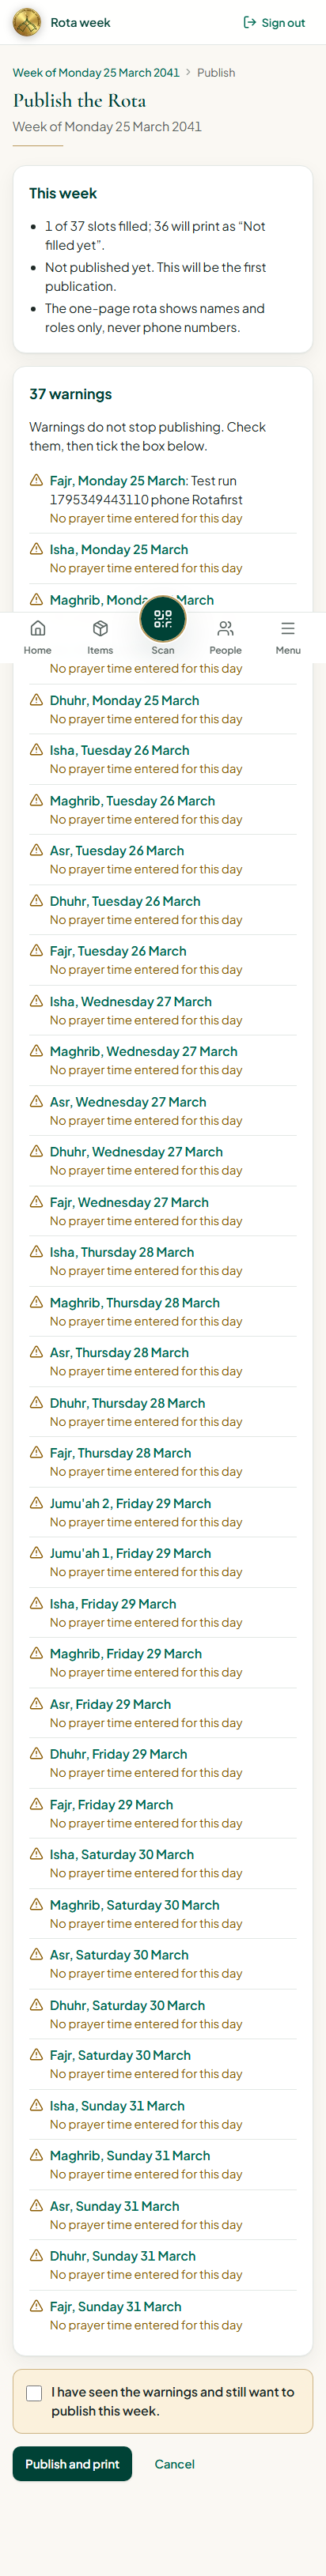 Rota week
Sign out
Week of Monday 25 March 2041 > Publish
Publish the Rota
Week of Monday 25 March 2041
This week
• 1 of 37 slots filled; 36 will print as “Not
filled yet”.
• Not published yet. This will be the first
publication.
• The one-page rota shows names and
roles only, never phone numbers.
37 warnings
Warnings do not stop publishing. Check
them, then tick the box below.
Fajr, Monday 25 March: Test run
1795349443110 phone Rotafirst
No prayer time entered for this day
Isha, Monday 25 March
No prayer time entered for this day
Maghrib, Monday 25 March
Home
Items
Scan
People
Menu
No prayer time entered for this day
Dhuhr, Monday 25 March
No prayer time entered for this day
Isha, Tuesday 26 March
No prayer time entered for this day
Maghrib, Tuesday 26 March
No prayer time entered for this day
Asr, Tuesday 26 March
No prayer time entered for this day
Dhuhr, Tuesday 26 March
No prayer time entered for this day
Fajr, Tuesday 26 March
No prayer time entered for this day
Isha, Wednesday 27 March
No prayer time entered for this day
Maghrib, Wednesday 27 March
No prayer time entered for this day
Asr, Wednesday 27 March
No prayer time entered for this day
Dhuhr, Wednesday 27 March
No prayer time entered for this day
Fajr, Wednesday 27 March
No prayer time entered for this day
Isha, Thursday 28 March
No prayer time entered for this day
Maghrib, Thursday 28 March
No prayer time entered for this day
Asr, Thursday 28 March
No prayer time entered for this day
Dhuhr, Thursday 28 March
No prayer time entered for this day
Fajr, Thursday 28 March
No prayer time entered for this day
Jumu'ah 2, Friday 29 March
No prayer time entered for this day
Jumu'ah 1, Friday 29 March
No prayer time entered for this day
Isha, Friday 29 March
No prayer time entered for this day
Maghrib, Friday 29 March
No prayer time entered for this day
Asr, Friday 29 March
No prayer time entered for this day
Dhuhr, Friday 29 March
No prayer time entered for this day
Fajr, Friday 29 March
No prayer time entered for this day
Isha, Saturday 30 March
No prayer time entered for this day
Maghrib, Saturday 30 March
No prayer time entered for this day
Asr, Saturday 30 March
No prayer time entered for this day
Dhuhr, Saturday 30 March
No prayer time entered for this day
Fajr, Saturday 30 March
No prayer time entered for this day
Isha, Sunday 31 March
No prayer time entered for this day
Maghrib, Sunday 31 March
No prayer time entered for this day
Asr, Sunday 31 March
No prayer time entered for this day
Dhuhr, Sunday 31 March
No prayer time entered for this day
Fajr, Sunday 31 March
No prayer time entered for this day
I have seen the warnings and still want to
publish this week.
Publish and print
Cancel